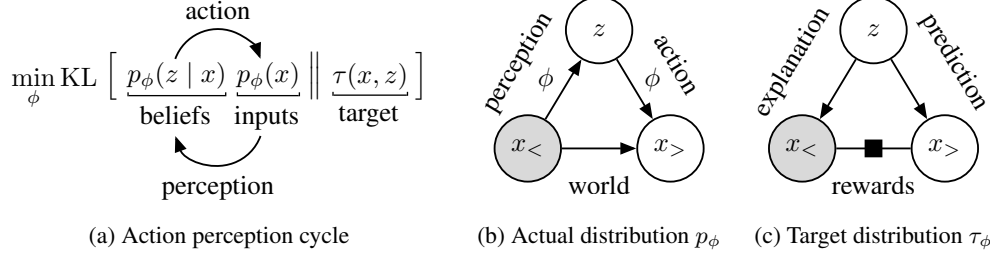 action
min_ϕ KL [ p_ϕ(z | x) p_ϕ(x) ‖ τ(x, z) ]
beliefs inputs target
perception
(a) Action perception cycle
perception
z
action
ϕ
ϕ
x_<
x_>
world
(b) Actual distribution p_ϕ
explanation
z
prediction
x_<
x_>
rewards
(c) Target distribution τ_ϕ